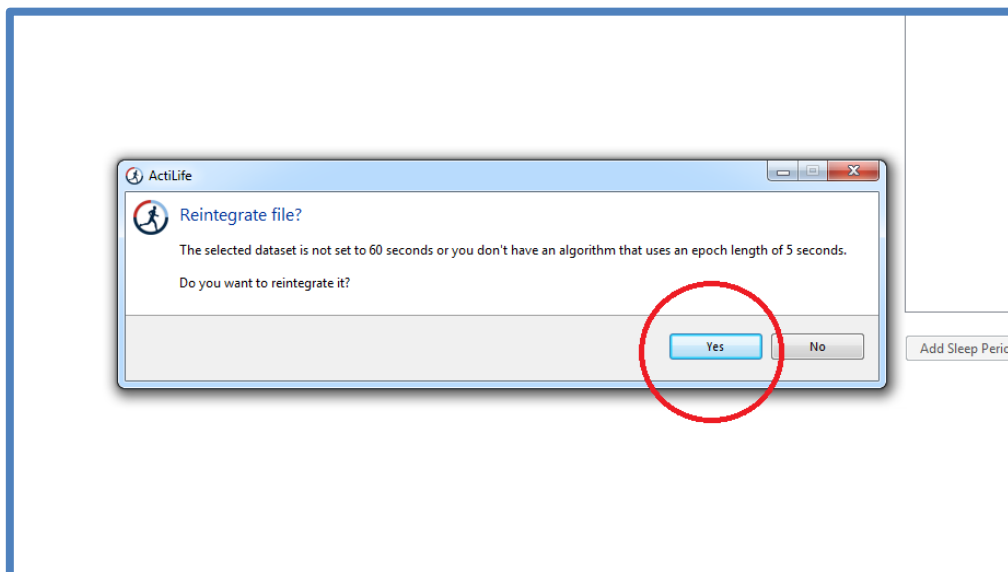 ActiLife
Reintegrate file?
The selected dataset is not set to 60 seconds or you don't have an algorithm that uses an epoch length of 5 seconds.
Do you want to reintegrate it?
Yes
No
Add Sleep Perio